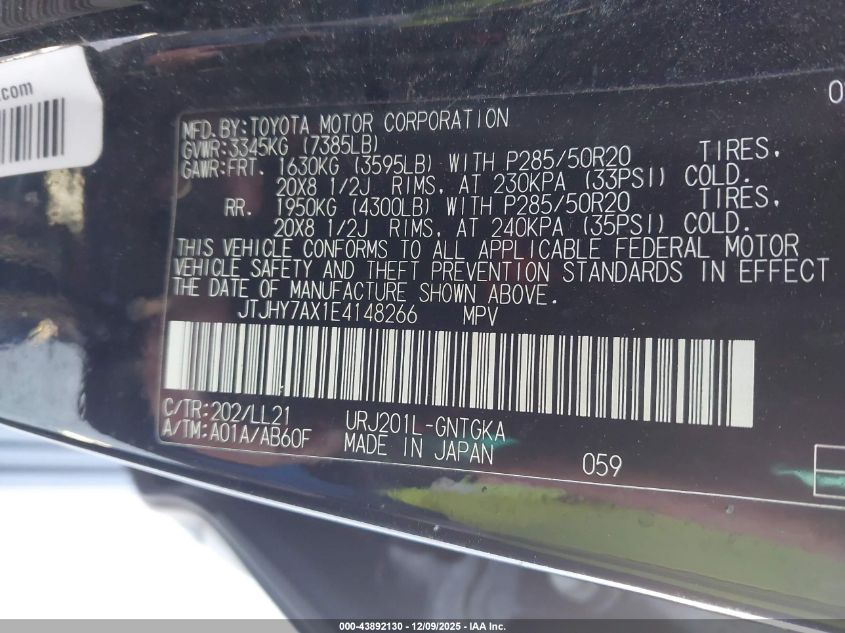 .com
MFD.BY:TOYOTA MOTOR CORPORATION
GVWR:3345KG (7385LB)
GAWR:FRT. 1630KG (3595LB) WITH P285/50R20 TIRES,
20X8 1/2J RIMS, AT 230KPA (33PSI) COLD.
RR. 1950KG (4300LB) WITH P285/50R20 TIRES,
20X8 1/2J RIMS, AT 240KPA (35PSI) COLD.
THIS VEHICLE CONFORMS TO ALL APPLICABLE FEDERAL MOTOR
VEHICLE SAFETY AND THEFT PREVENTION STANDARDS IN EFFECT
THE DATE OF MANUFACTURE SHOWN ABOVE.
JTJHY7AX1E4148266 MPV
C/TR:202/LL21 URJ201L-GNTGKA
A/TM:A01A/AB60F MADE IN JAPAN 059
000-43892130 - 12/09/2025 - IAA Inc.